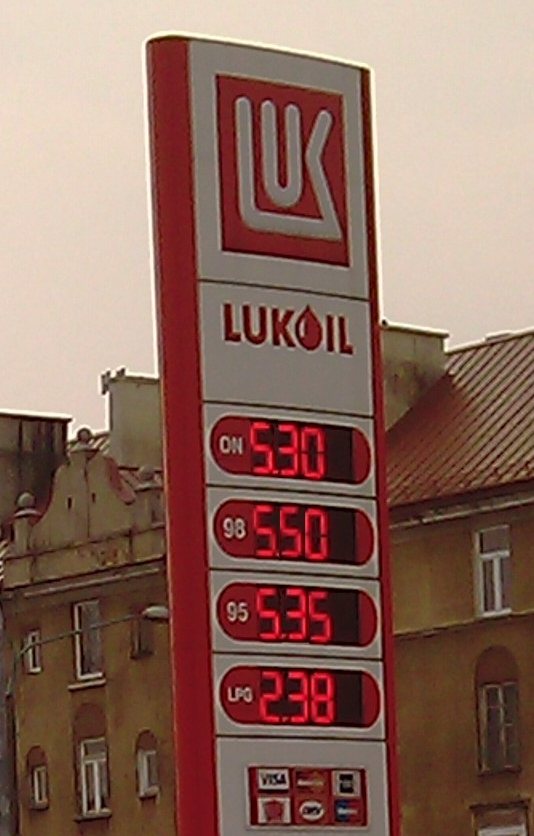 LUK
LUKOIL
ON 5.30
98 5.50
95 5.35
LPG 2.38
VISA